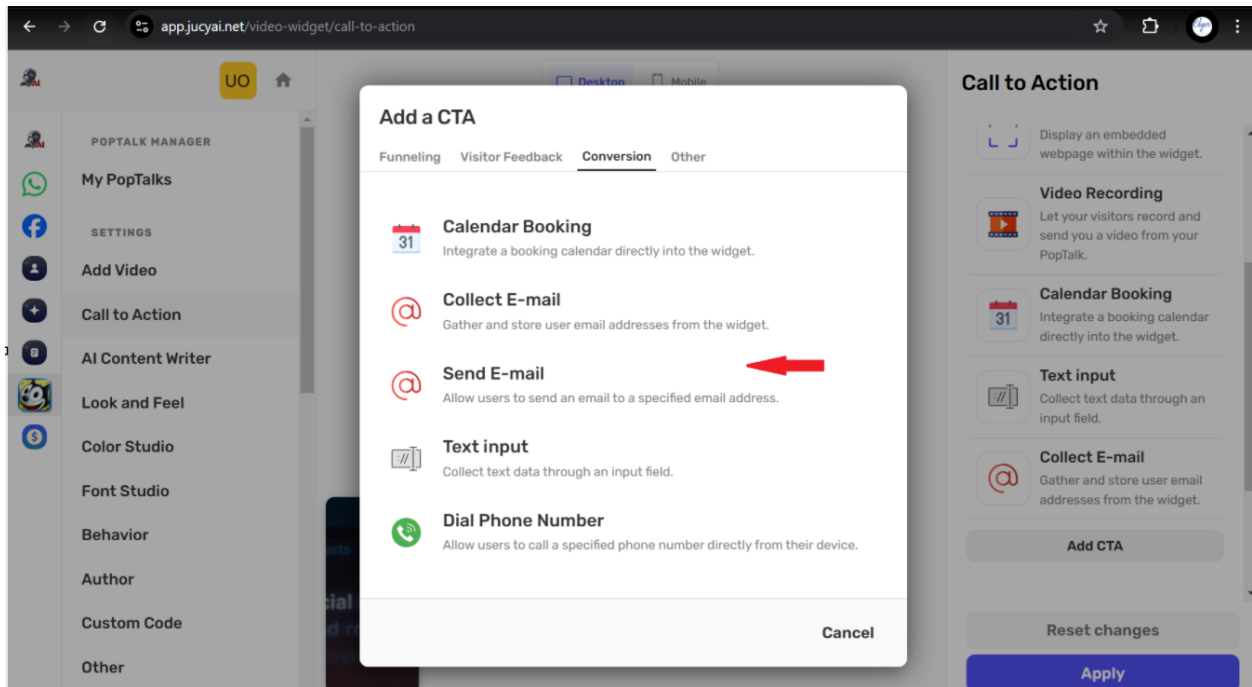 app.jucyai.net/video-widget/call-to-action
UO
POPTALK MANAGER
My PopTalks
SETTINGS
Add Video
Call to Action
AI Content Writer
Look and Feel
Color Studio
Font Studio
Behavior
Author
Custom Code
Other
Desktop
Mobile
Add a CTA
Funneling
Visitor Feedback
Conversion
Other
31
Calendar Booking
Integrate a booking calendar directly into the widget.
Collect E-mail
Gather and store user email addresses from the widget.
Send E-mail
Allow users to send an email to a specified email address.
Text input
Collect text data through an input field.
Dial Phone Number
Allow users to call a specified phone number directly from their device.
Cancel
Call to Action
Display an embedded
webpage within the widget.
Video Recording
Let your visitors record and
send you a video from your
PopTalk.
31
Calendar Booking
Integrate a booking calendar
directly into the widget.
Text input
Collect text data through an
input field.
Collect E-mail
Gather and store user email
addresses from the widget.
Add CTA
Reset changes
Apply